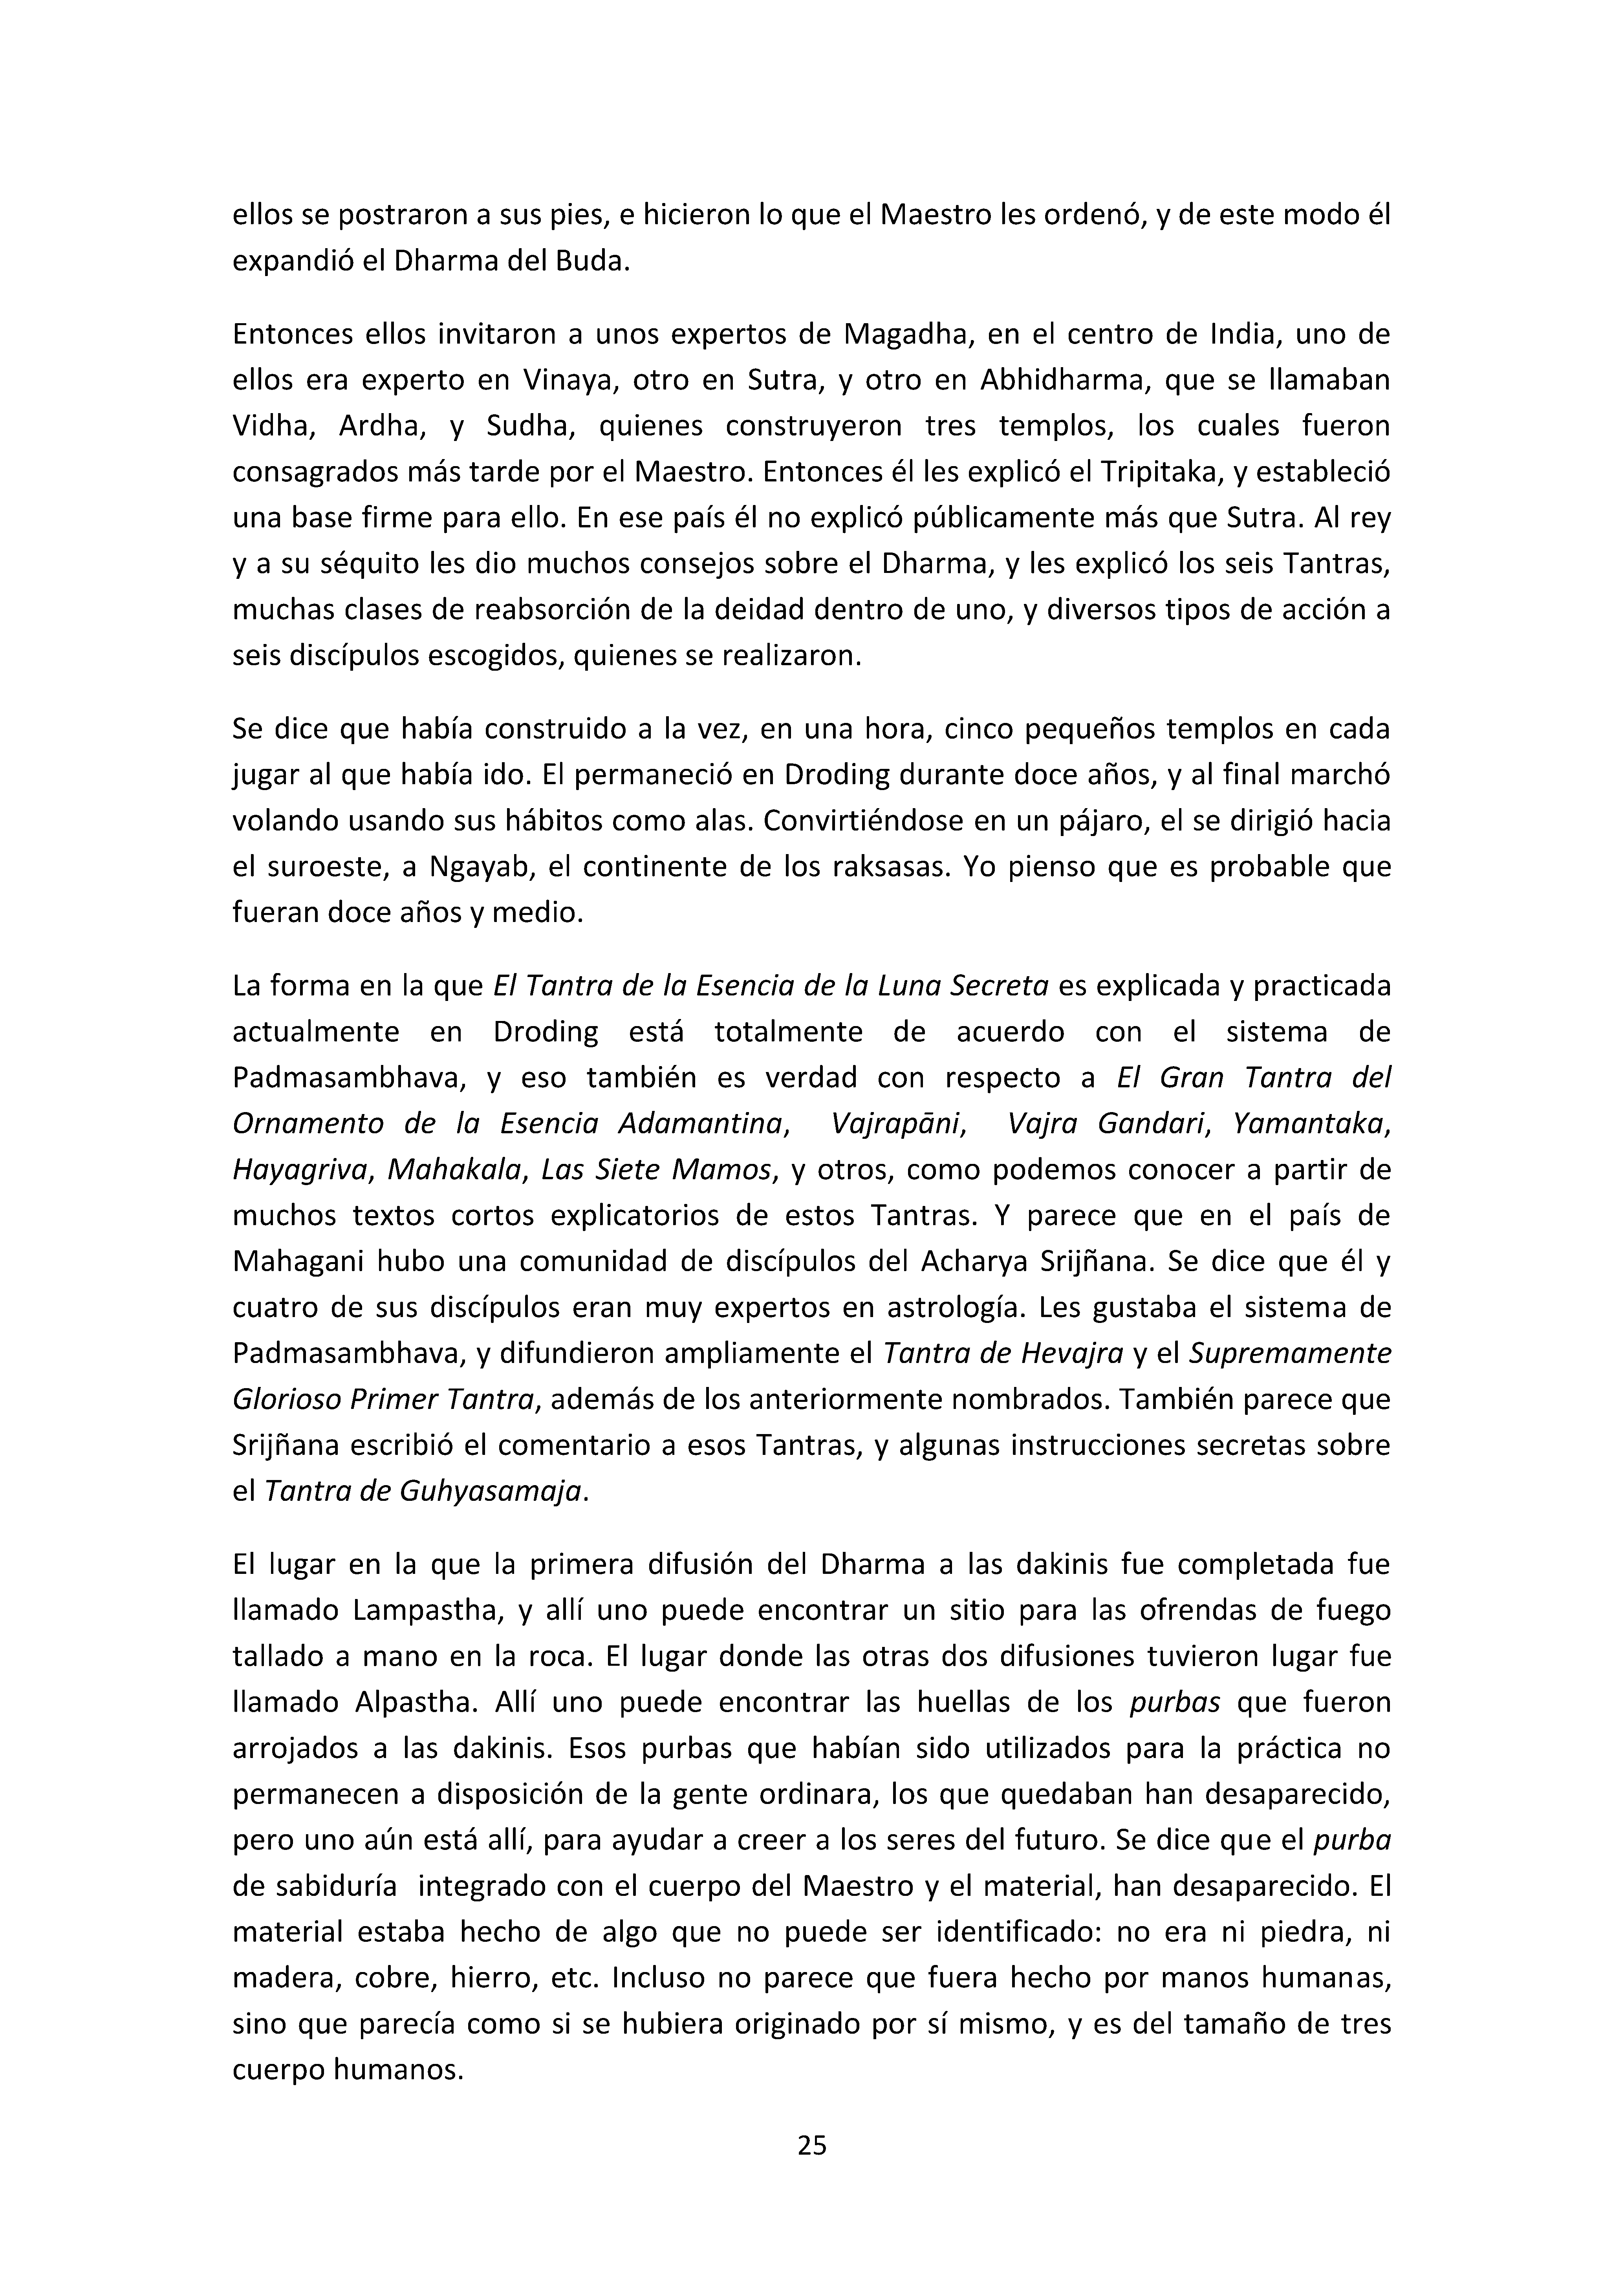 ellos se postraron a sus pies, e hicieron lo que el Maestro les ordenó, y de este modo él
expandió el Dharma del Buda.
Entonces ellos invitaron a unos expertos de Magadha, en el centro de India, uno de
ellos era experto en Vinaya, otro en Sutra, y otro en Abhidharma, que se llamaban
Vidha, Ardha, y Sudha, quienes construyeron tres templos, los cuales fueron
consagrados más tarde por el Maestro. Entonces él les explicó el Tripitaka, y estableció
una base firme para ello. En ese país él no explicó públicamente más que Sutra. Al rey
y a su séquito les dio muchos consejos sobre el Dharma, y les explicó los seis Tantras,
muchas clases de reabsorción de la deidad dentro de uno, y diversos tipos de acción a
seis discípulos escogidos, quienes se realizaron.
Se dice que había construido a la vez, en una hora, cinco pequeños templos en cada
jugar al que había ido. El permaneció en Droding durante doce años, y al final marchó
volando usando sus hábitos como alas. Convirtiéndose en un pájaro, el se dirigió hacia
el suroeste, a Ngayab, el continente de los raksasas. Yo pienso que es probable que
fueran doce años y medio.
La forma en la que El Tantra de la Esencia de la Luna Secreta es explicada y practicada
actualmente en Droding está totalmente de acuerdo con el sistema de
Padmasambhava, y eso también es verdad con respecto a El Gran Tantra del
Ornamento de la Esencia Adamantina, Vajrapāni, Vajra Gandari, Yamantaka,
Hayagriva, Mahakala, Las Siete Mamos, y otros, como podemos conocer a partir de
muchos textos cortos explicatorios de estos Tantras. Y parece que en el país de
Mahagani hubo una comunidad de discípulos del Acharya Srijñana. Se dice que él y
cuatro de sus discípulos eran muy expertos en astrología. Les gustaba el sistema de
Padmasambhava, y difundieron ampliamente el Tantra de Hevajra y el Supremamente
Glorioso Primer Tantra, además de los anteriormente nombrados. También parece que
Srijñana escribió el comentario a esos Tantras, y algunas instrucciones secretas sobre
el Tantra de Guhyasamaja.
El lugar en la que la primera difusión del Dharma a las dakinis fue completada fue
llamado Lampastha, y allí uno puede encontrar un sitio para las ofrendas de fuego
tallado a mano en la roca. El lugar donde las otras dos difusiones tuvieron lugar fue
llamado Alpastha. Allí uno puede encontrar las huellas de los purbas que fueron
arrojados a las dakinis. Esos purbas que habían sido utilizados para la práctica no
permanecen a disposición de la gente ordinara, los que quedaban han desaparecido,
pero uno aún está allí, para ayudar a creer a los seres del futuro. Se dice que el purba
de sabiduría integrado con el cuerpo del Maestro y el material, han desaparecido. El
material estaba hecho de algo que no puede ser identificado: no era ni piedra, ni
madera, cobre, hierro, etc. Incluso no parece que fuera hecho por manos humanas,
sino que parecía como si se hubiera originado por sí mismo, y es del tamaño de tres
cuerpo humanos.
25